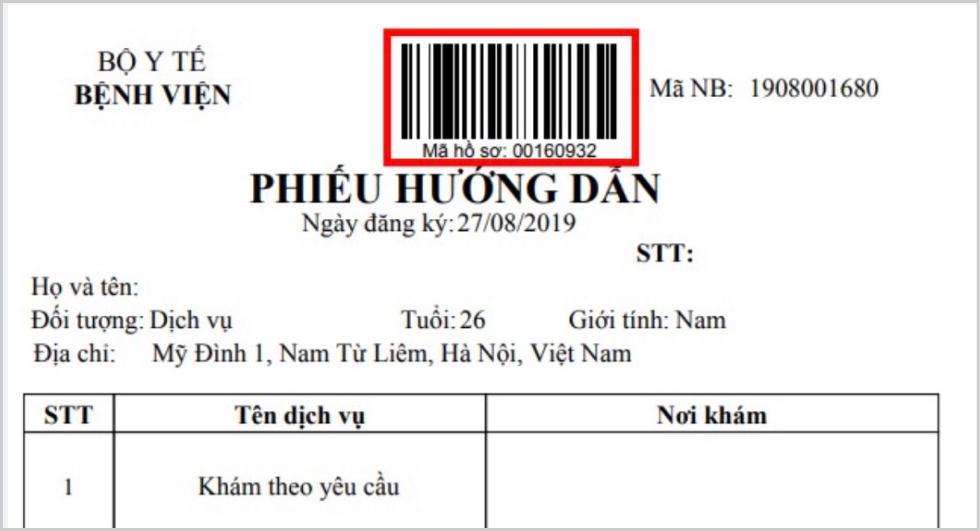 BỘ Y TẾ
BỆNH VIỆN
Mã hồ sơ: 00160932
Mã NB: 1908001680
PHIẾU HƯỚNG DẪN
Ngày đăng ký: 27/08/2019
STT:
Họ và tên:
Đối tượng: Dịch vụ Tuổi: 26 Giới tính: Nam
Địa chỉ: Mỹ Đình 1, Nam Từ Liêm, Hà Nội, Việt Nam
STT Tên dịch vụ Nơi khám
1 Khám theo yêu cầu